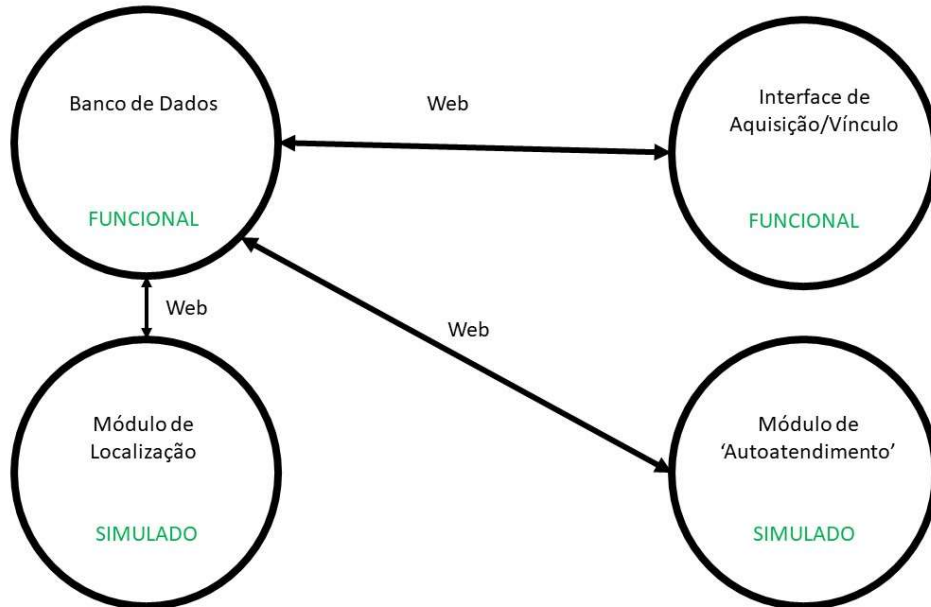 Banco de Dados
FUNCIONAL
Web
Interface de
Aquisição/Vínculo
FUNCIONAL
Web
Web
Módulo de
Localização
SIMULADO
Módulo de
‘Autoatendimento’
SIMULADO